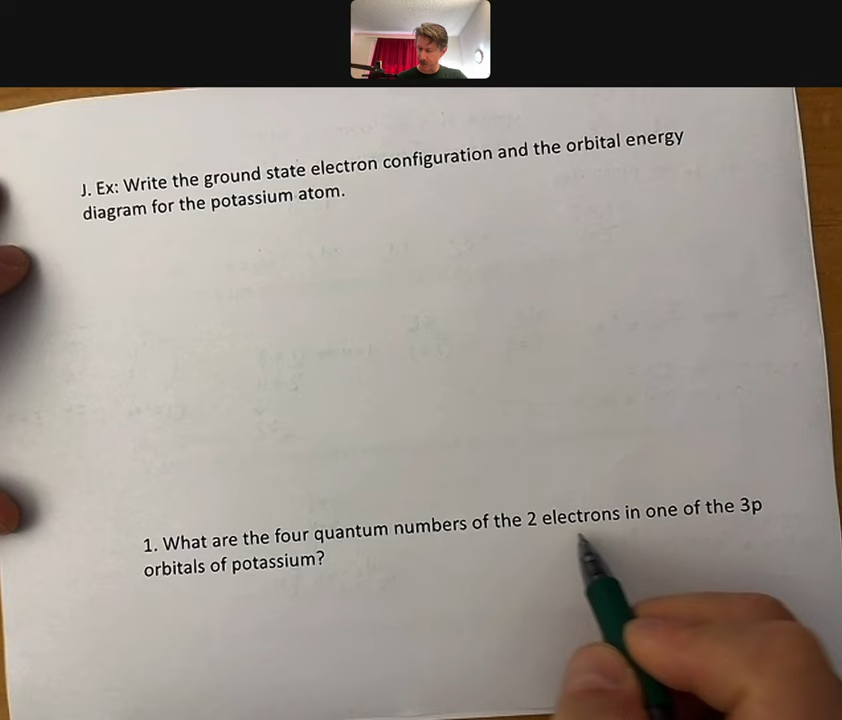 J. Ex: Write the ground state electron configuration and the orbital energy
diagram for the potassium atom.
1. What are the four quantum numbers of the 2 electrons in one of the 3p
orbitals of potassium?